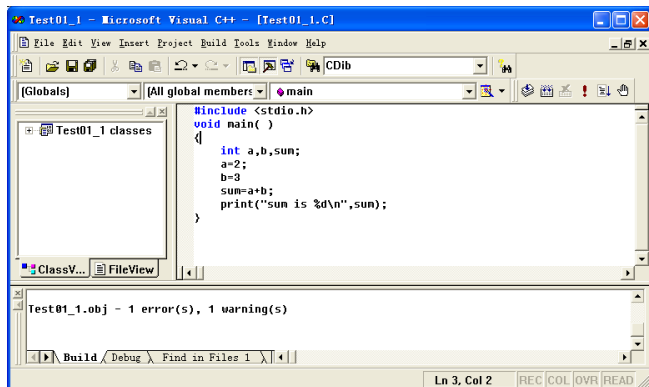 Test01_1 - Microsoft Visual C++ - [Test01_1.C]
File Edit View Insert Project Build Tools Window Help
CDib
(Globals) (All global members main
Test01_1 classes
#include <stdio.h>
void main( )
{
int a,b,sum;
a=2;
b=3
sum=a+b;
print("sum is %d\n",sum);
}
ClassV... FileView
Test01_1.obj - 1 error(s), 1 warning(s)
Build Debug Find in Files 1
Ln 3, Col 2 REC COL OVR READ